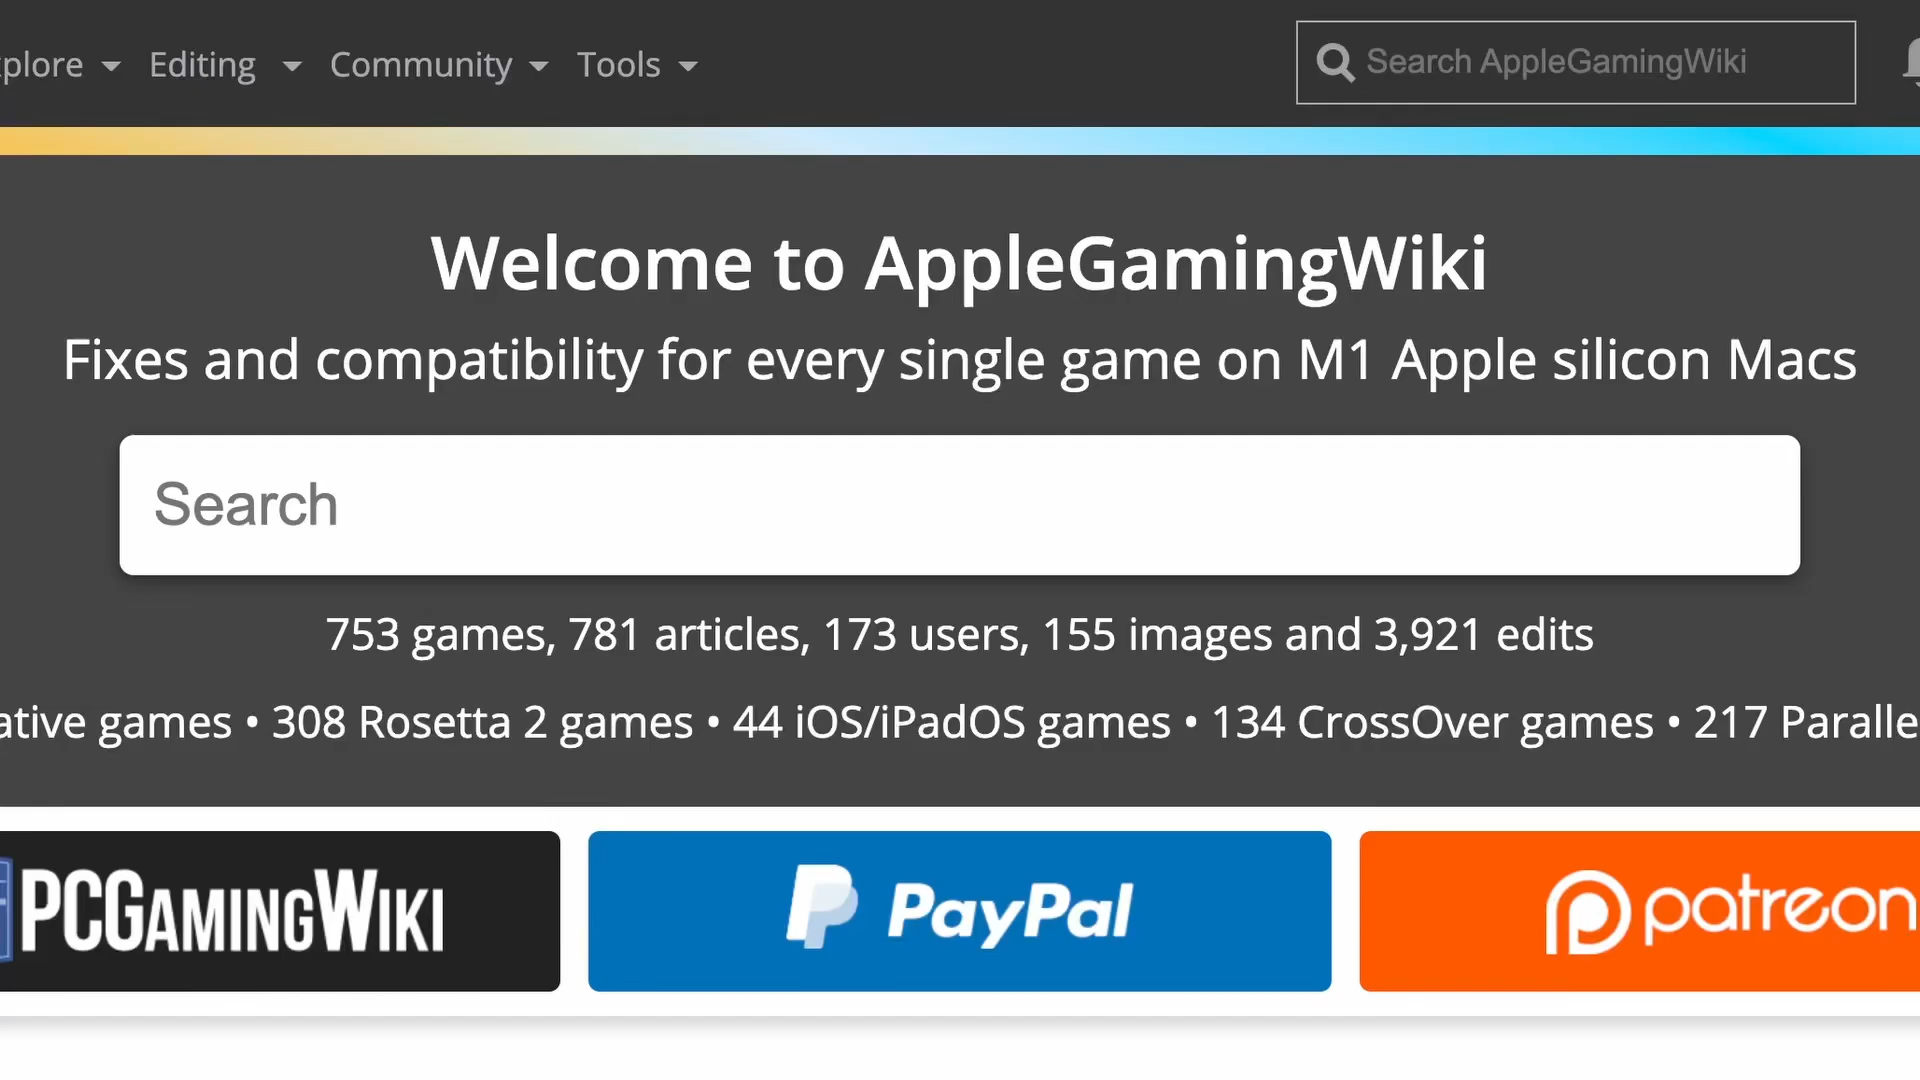 plore Editing Community Tools Search AppleGamingWiki
Welcome to AppleGamingWiki
Fixes and compatibility for every single game on M1 Apple silicon Macs
Search
753 games, 781 articles, 173 users, 155 images and 3,921 edits
ative games • 308 Rosetta 2 games • 44 iOS/iPadOS games • 134 CrossOver games • 217 Paralle
PCGamingWiki PayPal patreon